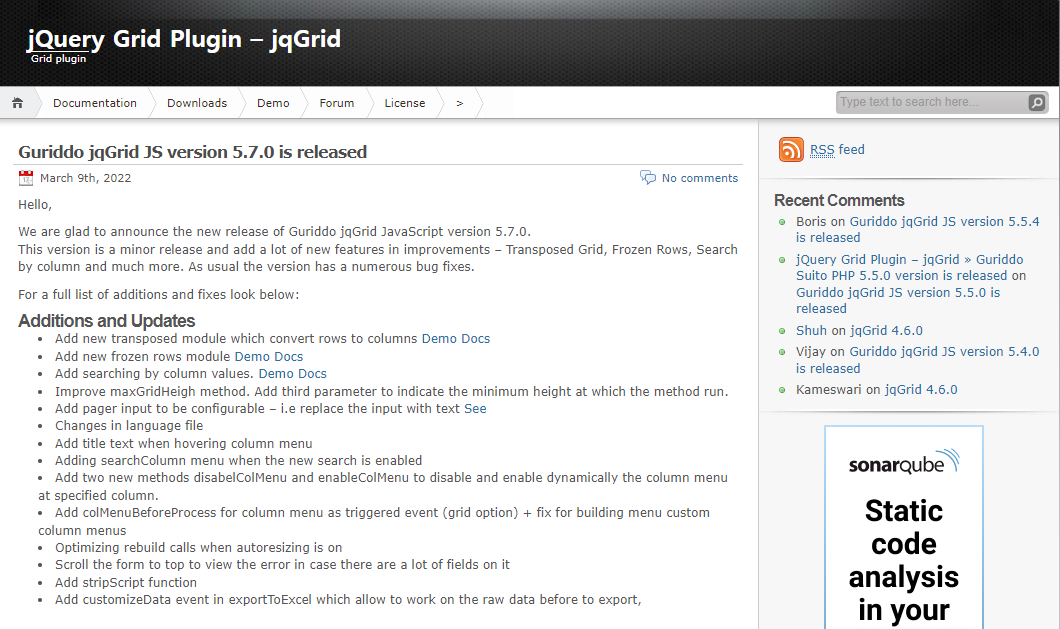 jQuery Grid Plugin – jqGrid
Grid plugin
Documentation
Downloads
Demo
Forum
License
>
Type text to search here...
Guriddo jqGrid JS version 5.7.0 is released
March 9th, 2022
No comments
Hello,
We are glad to announce the new release of Guriddo jqGrid JavaScript version 5.7.0.
This version is a minor release and add a lot of new features in improvements – Transposed Grid, Frozen Rows, Search
by column and much more. As usual the version has a numerous bug fixes.
For a full list of additions and fixes look below:
Additions and Updates
• Add new transposed module which convert rows to columns Demo Docs
• Add new frozen rows module Demo Docs
• Add searching by column values. Demo Docs
• Improve maxGridHeigh method. Add third parameter to indicate the minimum height at which the method run.
• Add pager input to be configurable – i.e replace the input with text See
• Changes in language file
• Add title text when hovering column menu
• Adding searchColumn menu when the new search is enabled
• Add two new methods disabelColMenu and enableColMenu to disable and enable dynamically the column menu
at specified column.
• Add colMenuBeforeProcess for column menu as triggered event (grid option) + fix for building menu custom
column menus
• Optimizing rebuild calls when autoresizing is on
• Scroll the form to top to view the error in case there are a lot of fields on it
• Add stripScript function
• Add customizeData event in exportToExcel which allow to work on the raw data before to export,
RSS feed
Recent Comments
Boris on Guriddo jqGrid JS version 5.5.4
is released
jQuery Grid Plugin – jqGrid » Guriddo
Suito PHP 5.5.0 version is released on
Guriddo jqGrid JS version 5.5.0 is
released
Shuh on jqGrid 4.6.0
Vijay on Guriddo jqGrid JS version 5.4.0
is released
Kameswari on jqGrid 4.6.0
sonarqube
Static
code
analysis
in your